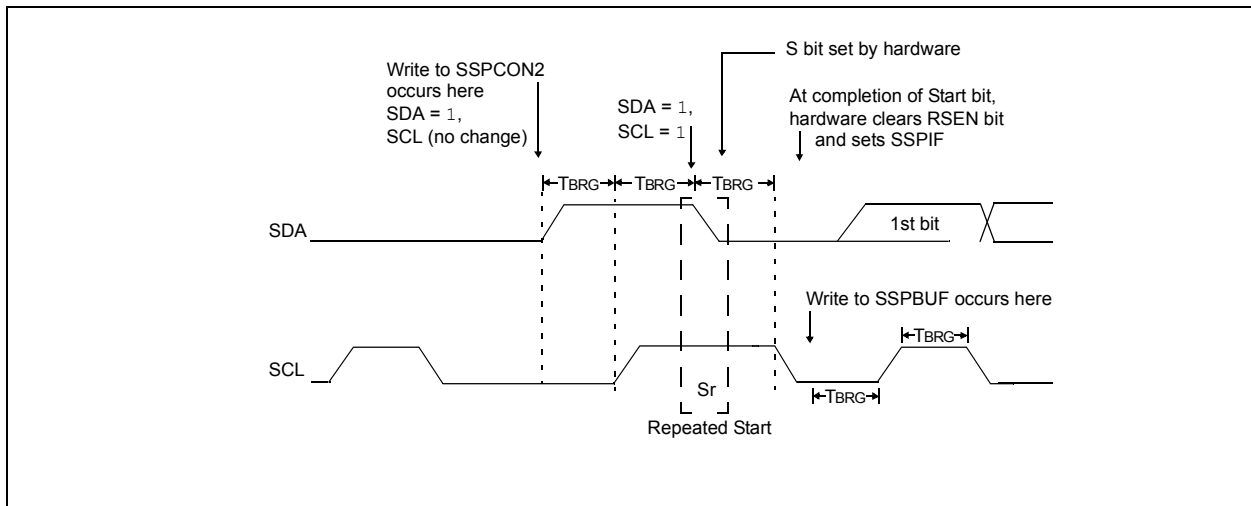 S bit set by hardware
Write to SSPCON2
occurs here
SDA = 1,
SCL (no change)
SDA = 1,
SCL = 1
At completion of Start bit,
hardware clears RSEN bit
and sets SSPIF
TBRG TBRG TBRG
SDA
1st bit
Write to SSPBUF occurs here
TBRG
SCL
Sr
TBRG
Repeated Start